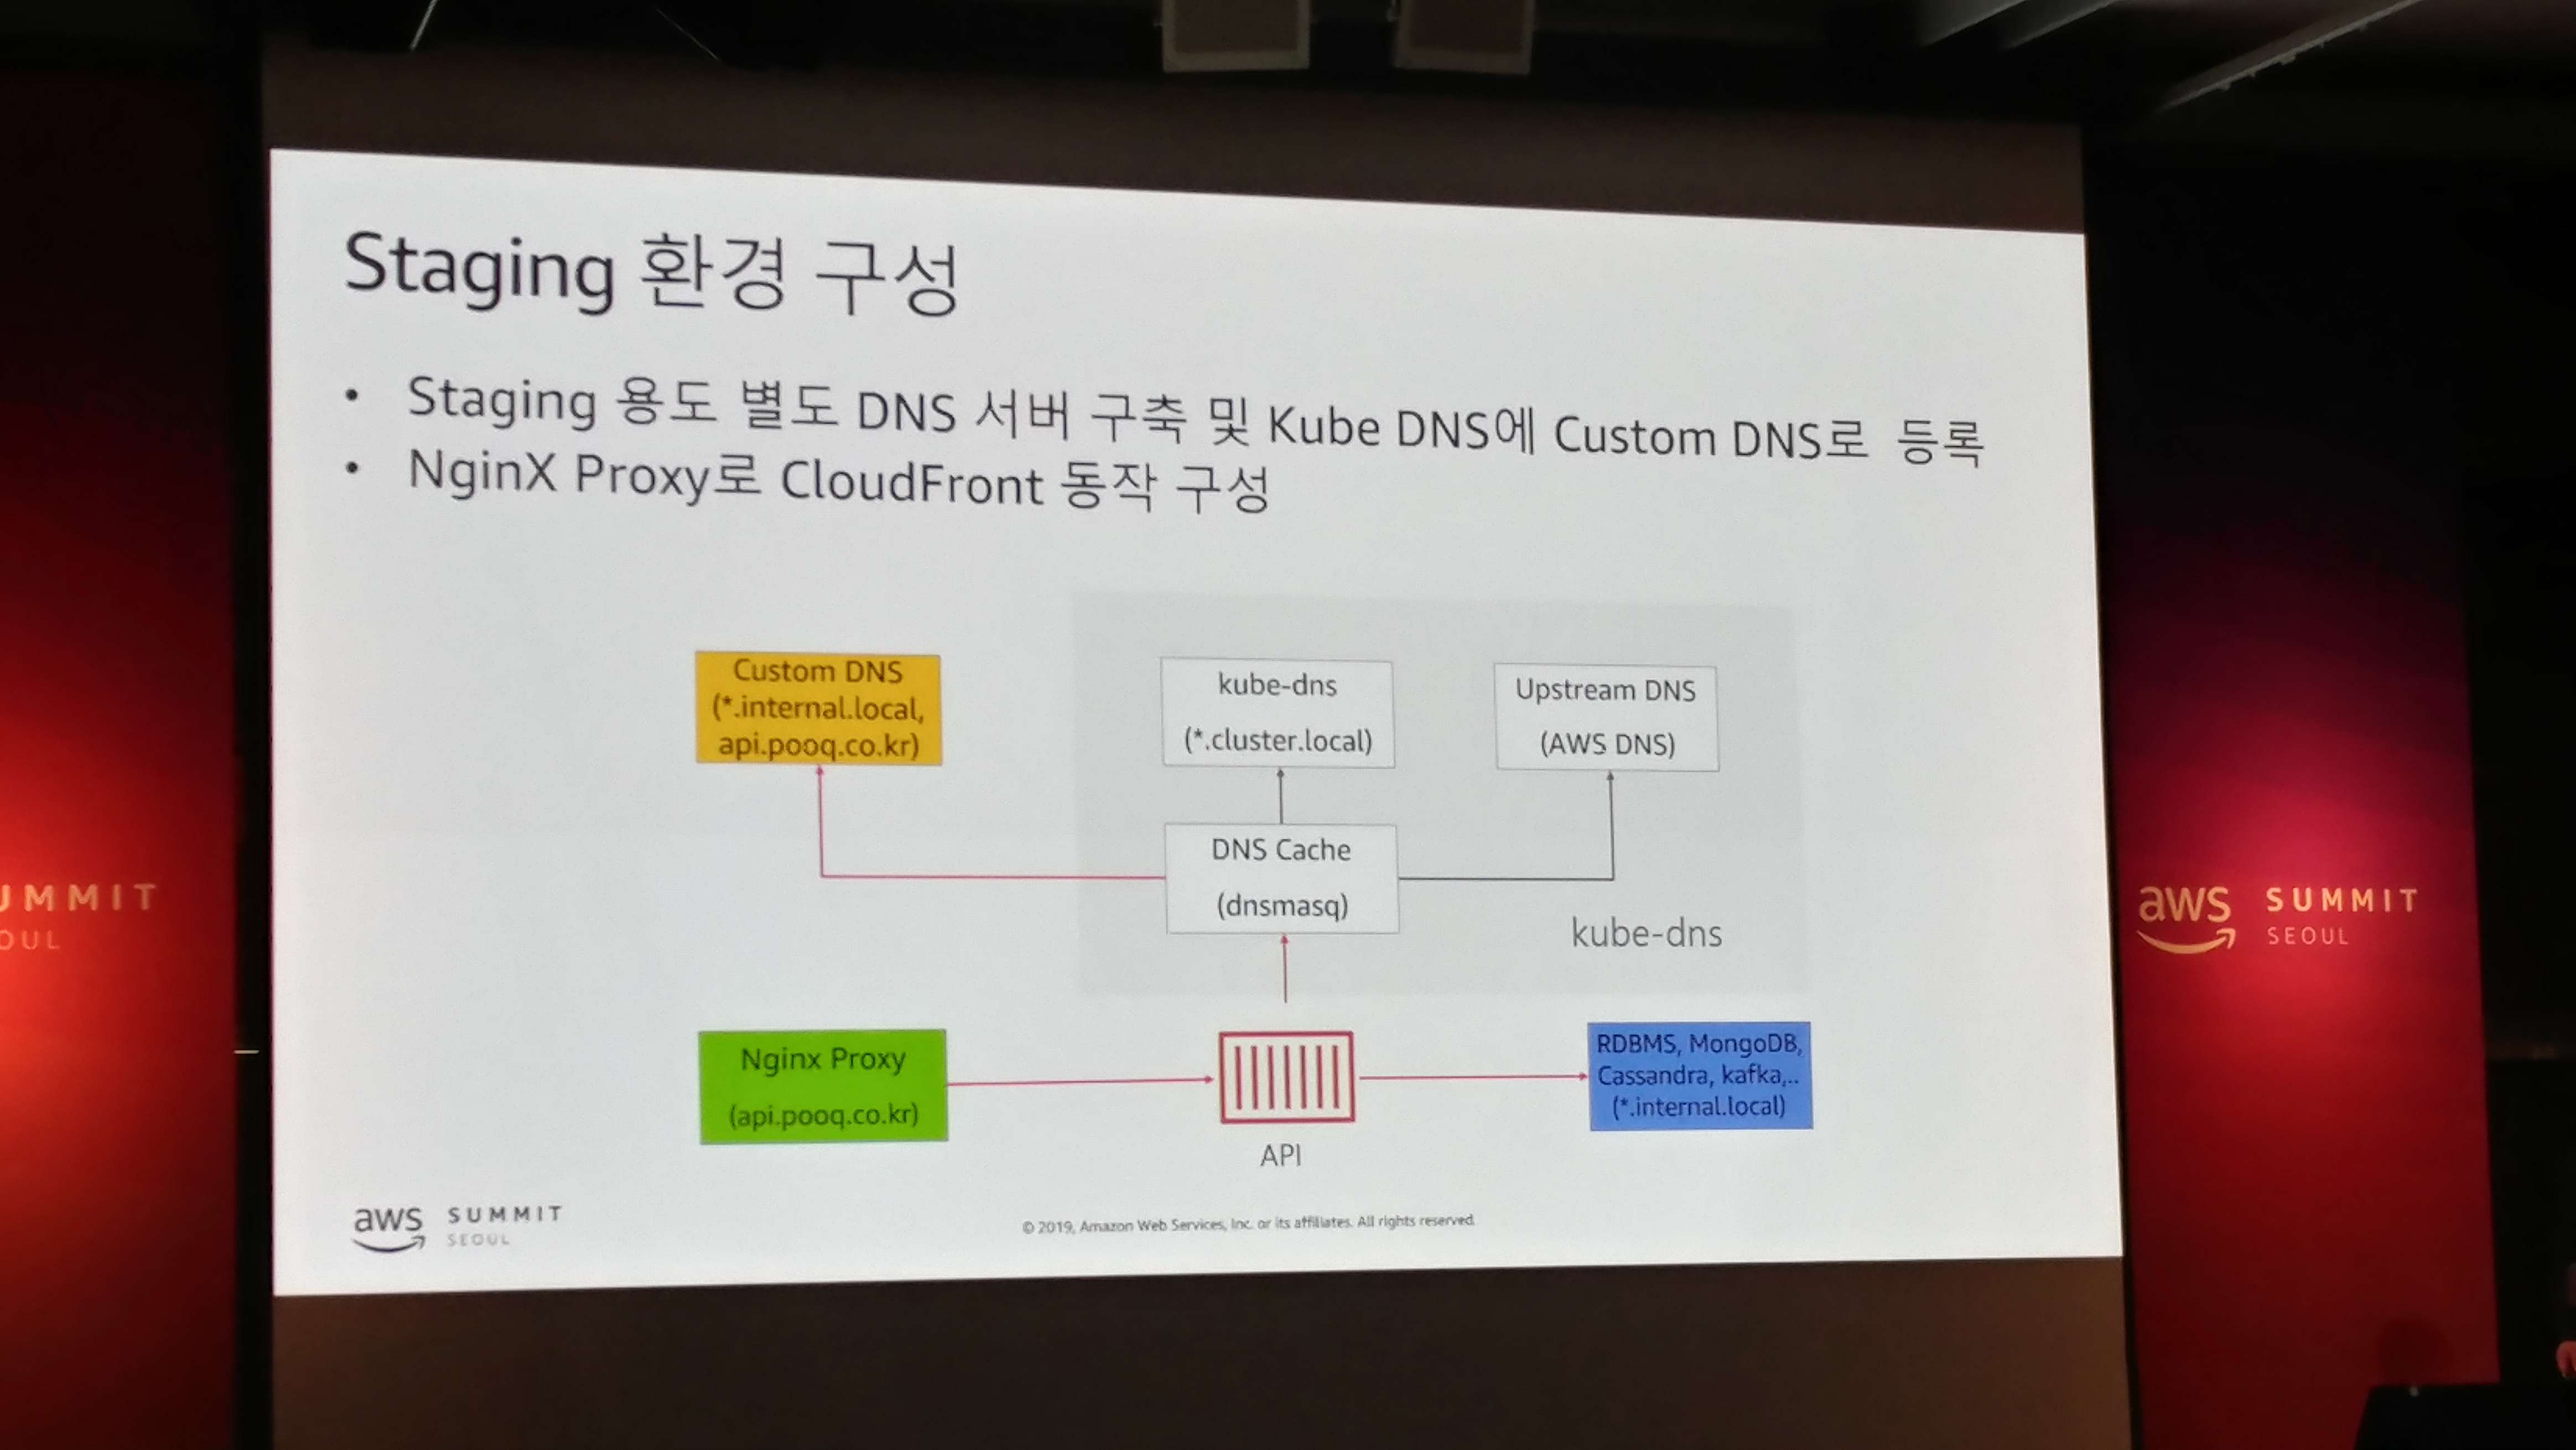 Staging 환경 구성
• Staging 용도 별도 DNS 서버 구축 및 Kube DNS에 Custom DNS로 등록
• NginX Proxy로 CloudFront 동작 구성
Custom DNS
(*.internal.local,
api.pooq.co.kr)
kube-dns
(*.cluster.local)
Upstream DNS
(AWS DNS)
DNS Cache
(dnsmasq)
kube-dns
Nginx Proxy
(api.pooq.co.kr)
API
RDBMS, MongoDB,
Cassandra, kafka,..
(*.internal.local)
aws SUMMIT
SEOUL
© 2019, Amazon Web Services, Inc. or its affiliates. All rights reserved.
UMMIT
OUL
aws SUMMIT
SEOUL